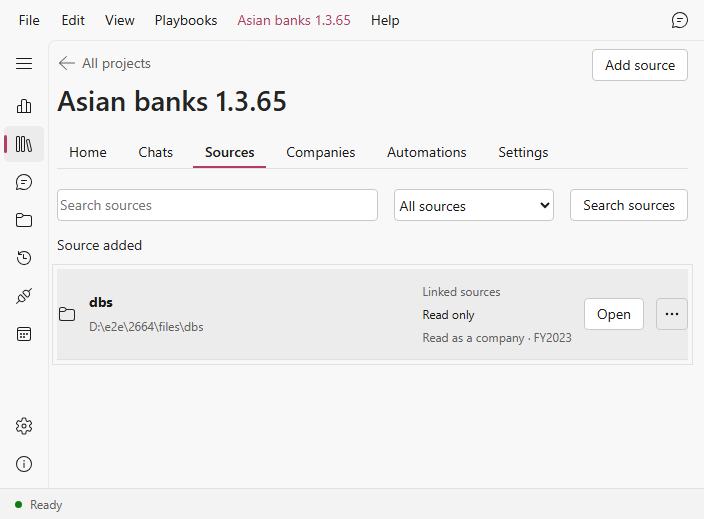 File Edit View Playbooks Asian banks 1.3.65 Help
All projects
Add source
Asian banks 1.3.65
Home Chats Sources Companies Automations Settings
Search sources
All sources
Search sources
Source added
dbs
D:\e2e\2664\files\dbs
Linked sources
Read only
Read as a company · FY2023
Open
Ready